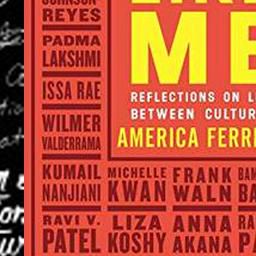 REYES
PADMA
LAKSHMI
ISSA RAE
WILMER
VALDERRAMA
KUMAIL
NANJIANI
RAVI V.
PATEL
ME
REFLECTIONS ON L
BETWEEN CULTUR
AMERICA FERR
MICHELLE
KWAN
FRANK
WALN
LIZA
KOSHY
ANNA
AKANA